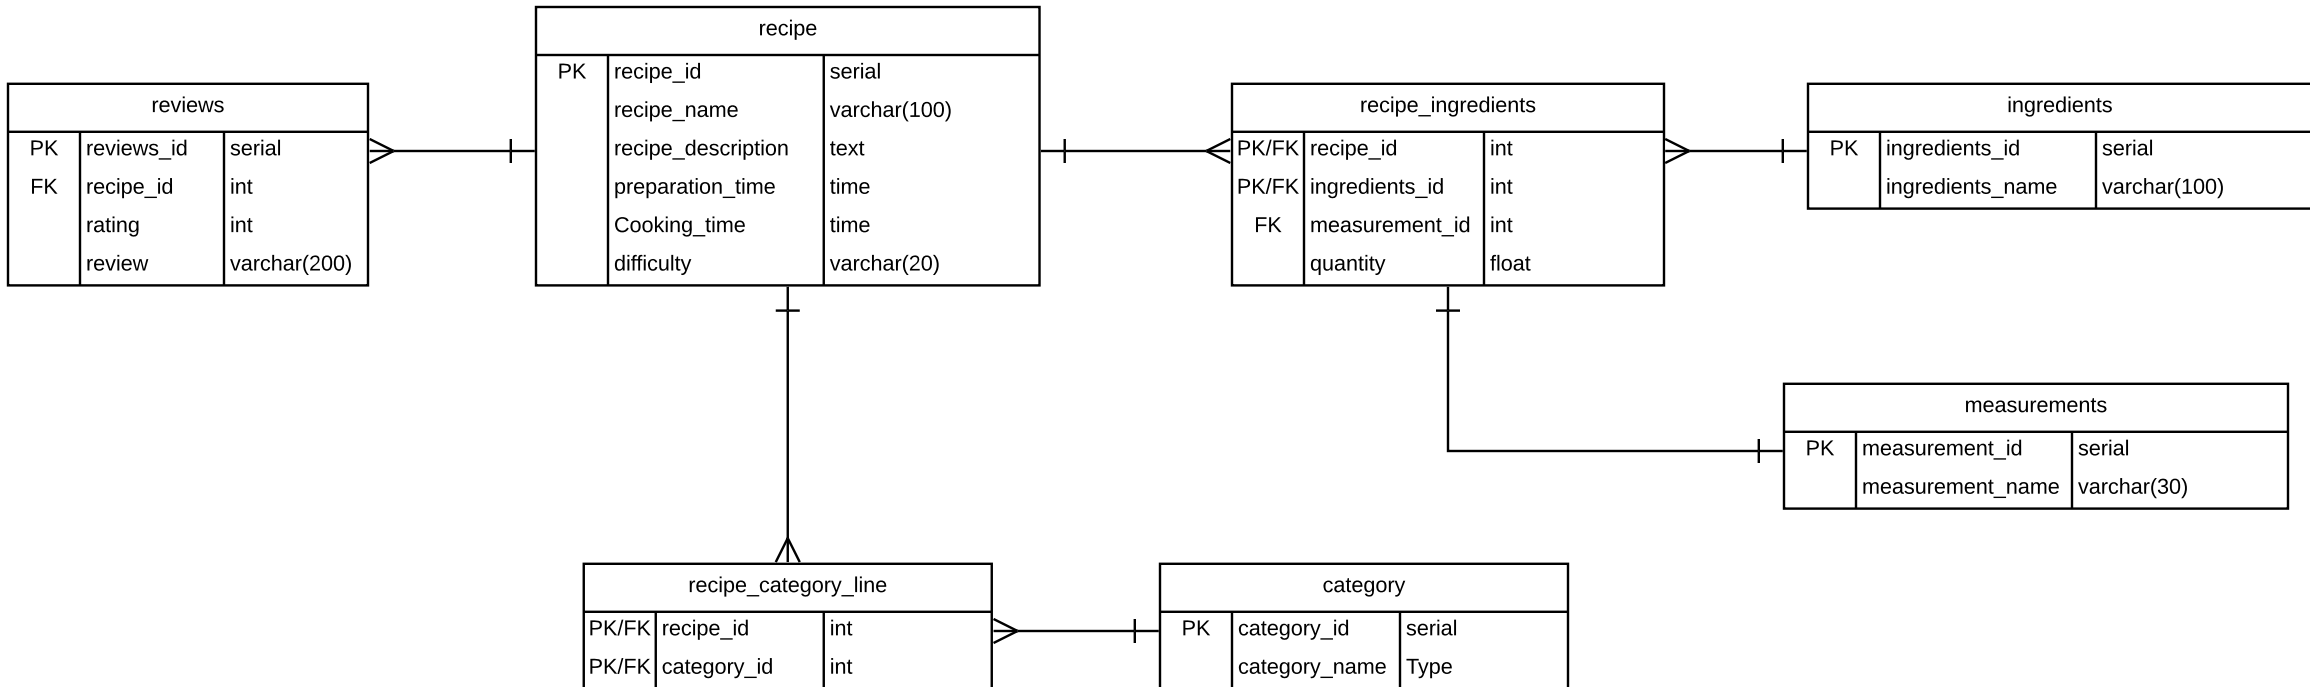 recipe
PK recipe_id serial
recipe_name varchar(100)
recipe_description text
preparation_time time
Cooking_time time
difficulty varchar(20)
reviews
PK reviews_id serial
FK recipe_id int
rating int
review varchar(200)
recipe_ingredients
PK/FK recipe_id int
PK/FK ingredients_id int
FK measurement_id int
quantity float
ingredients
PK ingredients_id serial
ingredients_name varchar(100)
measurements
PK measurement_id serial
measurement_name varchar(30)
recipe_category_line
PK/FK recipe_id int
PK/FK category_id int
category
PK category_id serial
category_name Type